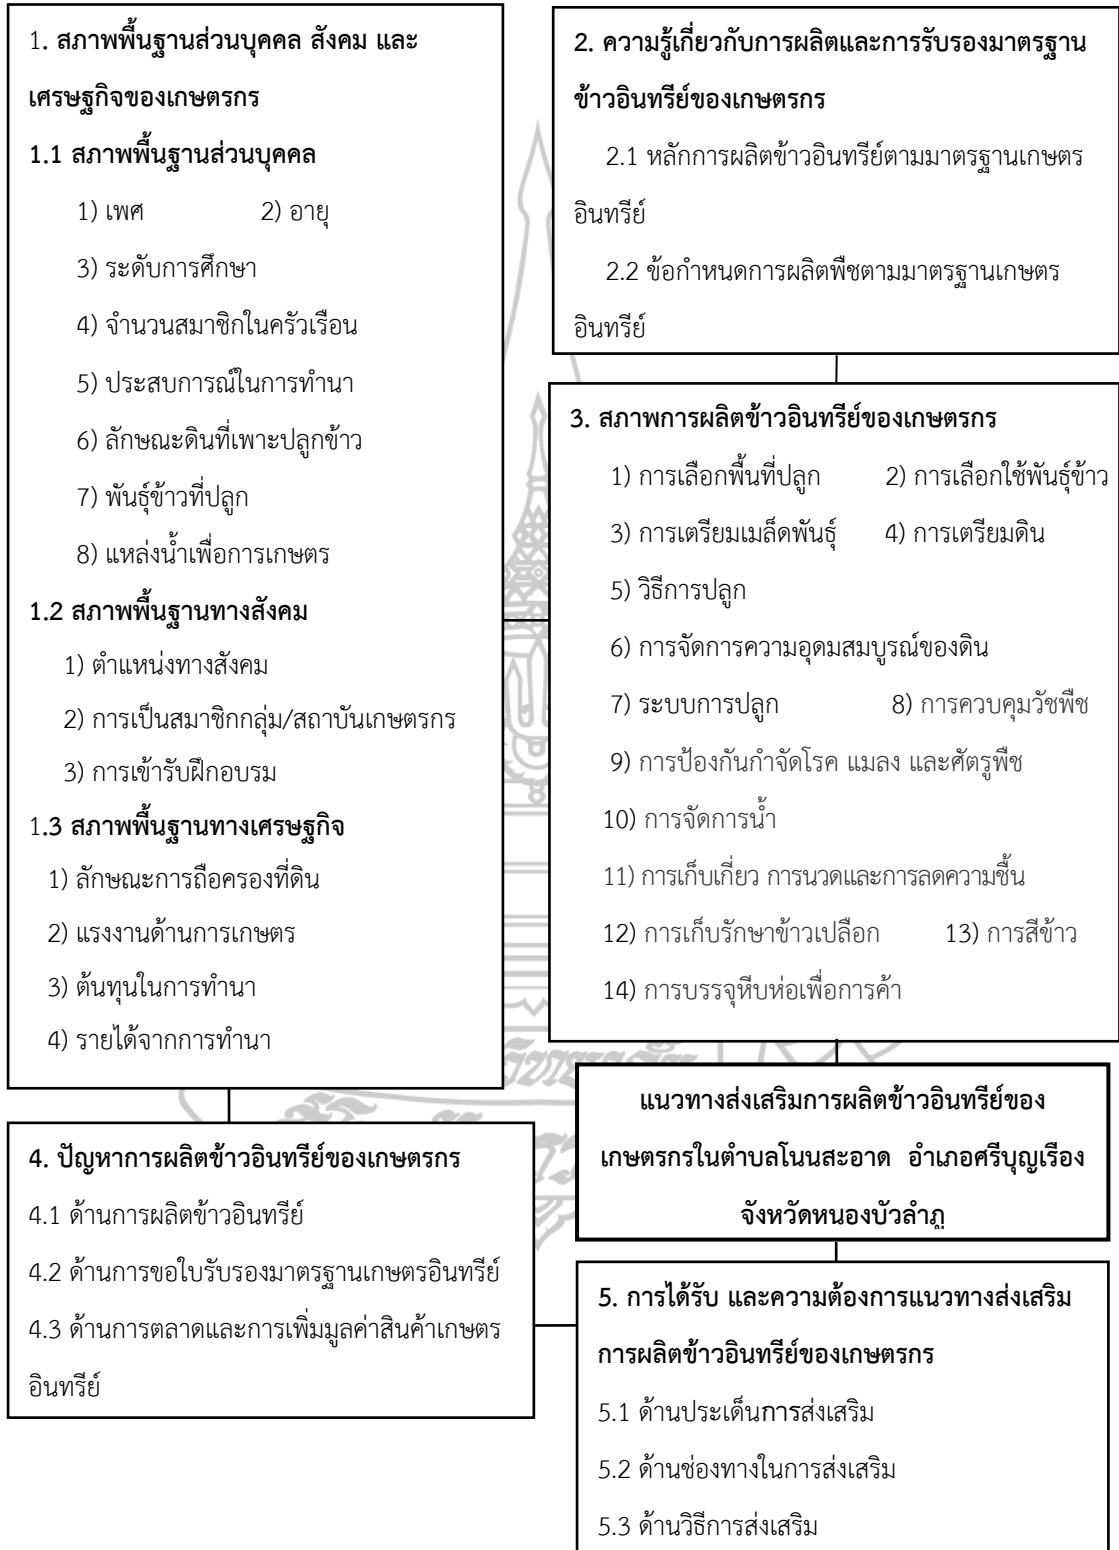 1. สภาพพื้นฐานส่วนบุคคล สังคม และ
เศรษฐกิจของเกษตรกร
1.1 สภาพพื้นฐานส่วนบุคคล
1) เพศ 2) อายุ
3) ระดับการศึกษา
4) จำนวนสมาชิกในครัวเรือน
5) ประสบการณ์ในการทำนา
6) ลักษณะดินที่เพาะปลูกข้าว
7) พันธุ์ข้าวที่ปลูก
8) แหล่งน้ำเพื่อการเกษตร
1.2 สภาพพื้นฐานทางสังคม
1) ตำแหน่งทางสังคม
2) การเป็นสมาชิกกลุ่ม/สถาบันเกษตรกร
3) การเข้ารับฝึกอบรม
1.3 สภาพพื้นฐานทางเศรษฐกิจ
1) ลักษณะการถือครองที่ดิน
2) แรงงานด้านการเกษตร
3) ต้นทุนในการทำนา
4) รายได้จากการทำนา
2. ความรู้เกี่ยวกับการผลิตและการรับรองมาตรฐาน
ข้าวอินทรีย์ของเกษตรกร
2.1 หลักการผลิตข้าวอินทรีย์ตามมาตรฐานเกษตร
อินทรีย์
2.2 ข้อกำหนดการผลิตพืชตามมาตรฐานเกษตร
อินทรีย์
3. สภาพการผลิตข้าวอินทรีย์ของเกษตรกร
1) การเลือกพื้นที่ปลูก 2) การเลือกใช้พันธุ์ข้าว
3) การเตรียมเมล็ดพันธุ์ 4) การเตรียมดิน
5) วิธีการปลูก
6) การจัดการความอุดมสมบูรณ์ของดิน
7) ระบบการปลูก 8) การควบคุมวัชพืช
9) การป้องกันกำจัดโรค แมลง และศัตรูพืช
10) การจัดการน้ำ
11) การเก็บเกี่ยว การนวดและการลดความชื้น
12) การเก็บรักษาข้าวเปลือก 13) การสีข้าว
14) การบรรจุหีบห่อเพื่อการค้า
แนวทางส่งเสริมการผลิตข้าวอินทรีย์ของ
เกษตรกรในตำบลโนนสะอาด อำเภอศรีบุญเรือง
จังหวัดหนองบัวลำภู
4. ปัญหาการผลิตข้าวอินทรีย์ของเกษตรกร
4.1 ด้านการผลิตข้าวอินทรีย์
4.2 ด้านการขอใบรับรองมาตรฐานเกษตรอินทรีย์
4.3 ด้านการตลาดและการเพิ่มมูลค่าสินค้าเกษตร
อินทรีย์
5. การได้รับ และความต้องการแนวทางส่งเสริม
การผลิตข้าวอินทรีย์ของเกษตรกร
5.1 ด้านประเด็นการส่งเสริม
5.2 ด้านช่องทางในการส่งเสริม
5.3 ด้านวิธีการส่งเสริม